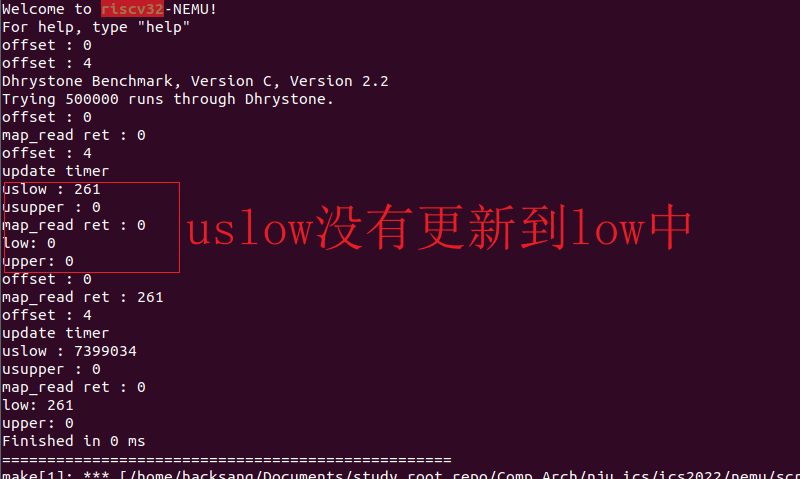 Welcome to riscv32-NEMU!
For help, type "help"
offset : 0
offset : 4
Dhrystone Benchmark, Version C, Version 2.2
Trying 500000 runs through Dhrystone.
offset : 0
map_read ret : 0
offset : 4
update timer
uslow : 261
usupper : 0
map_read ret : 0
low: 0
upper: 0
uslow没有更新到low中
offset : 0
map_read ret : 261
offset : 4
update timer
uslow : 7399034
usupper : 0
map_read ret : 0
low: 261
upper: 0
Finished in 0 ms
==================================================
make[1]: *** [/home/backsang/Documents/study_root_repo/Comp_Arch/nju_ics/ics2022/nemu/scr